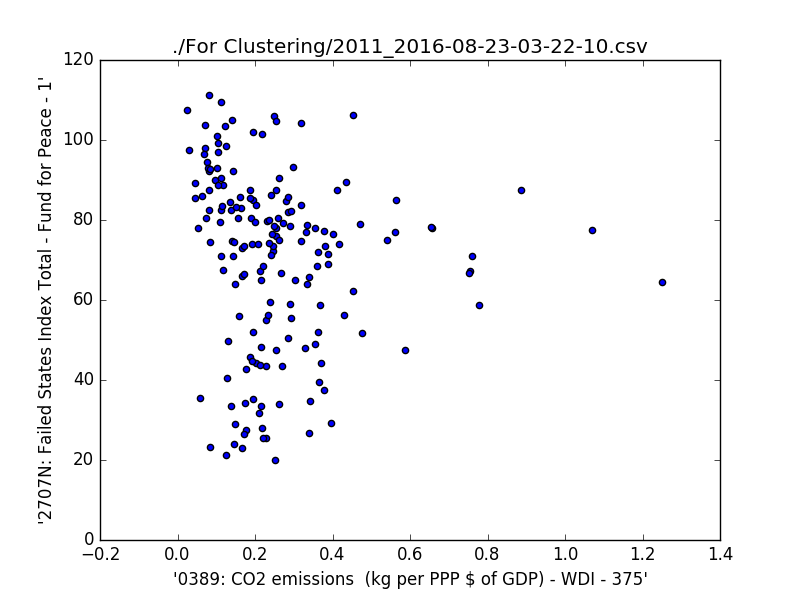 ./For Clustering/2011_2016-08-23-03-22-10.csv
'2707N: Failed States Index Total - Fund for Peace - 1'
120
100
80
60
40
20
0
−0.2 0.0 0.2 0.4 0.6 0.8 1.0 1.2 1.4
'0389: CO2 emissions  (kg per PPP $ of GDP) - WDI - 375'